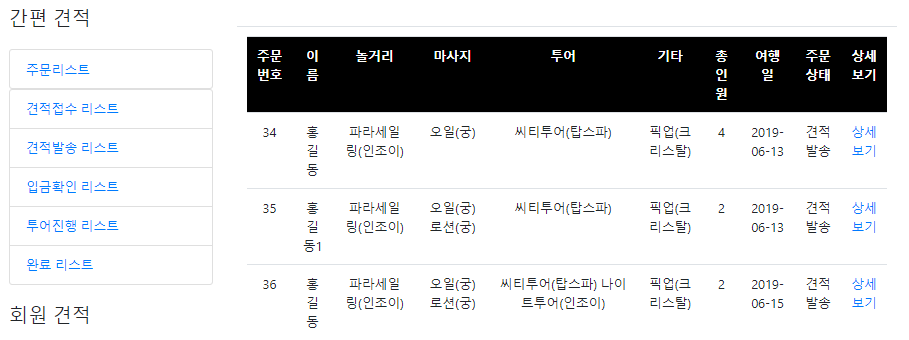 간편 견적
주문리스트
견적접수 리스트
견적발송 리스트
입금확인 리스트
투어진행 리스트
완료 리스트
회원 견적
주문번호 이름 놀거리 마사지 투어 기타 총인원 여행일 주문상태 상세보기
34 홍길동 파라세일링(인조이) 오일(궁) 씨티투어(탑스파) 픽업(크리스탈) 4 2019-06-13 견적발송 상세보기
35 홍길동1 파라세일링(인조이) 오일(궁) 로션(궁) 씨티투어(탑스파) 픽업(크리스탈) 2 2019-06-13 견적발송 상세보기
36 홍길동 파라세일링(인조이) 오일(궁) 로션(궁) 씨티투어(탑스파) 나이트투어(인조이) 픽업(크리스탈) 2 2019-06-15 견적발송 상세보기